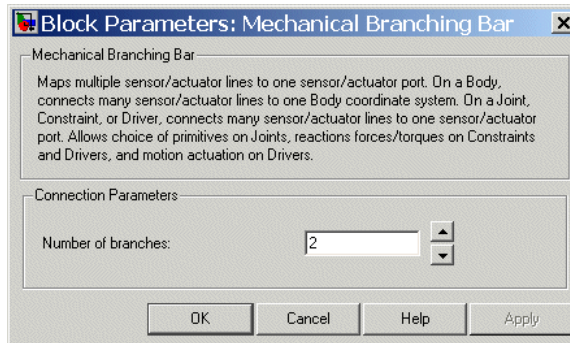 Block Parameters: Mechanical Branching Bar
Mechanical Branching Bar
Maps multiple sensor/actuator lines to one sensor/actuator port. On a Body,
connects many sensor/actuator lines to one Body coordinate system. On a Joint,
Constraint, or Driver, connects many sensor/actuator lines to one sensor/actuator
port. Allows choice of primitives on Joints, reactions forces/torques on Constraints
and Drivers, and motion actuation on Drivers.
Connection Parameters
Number of branches:
2
OK
Cancel
Help
Apply